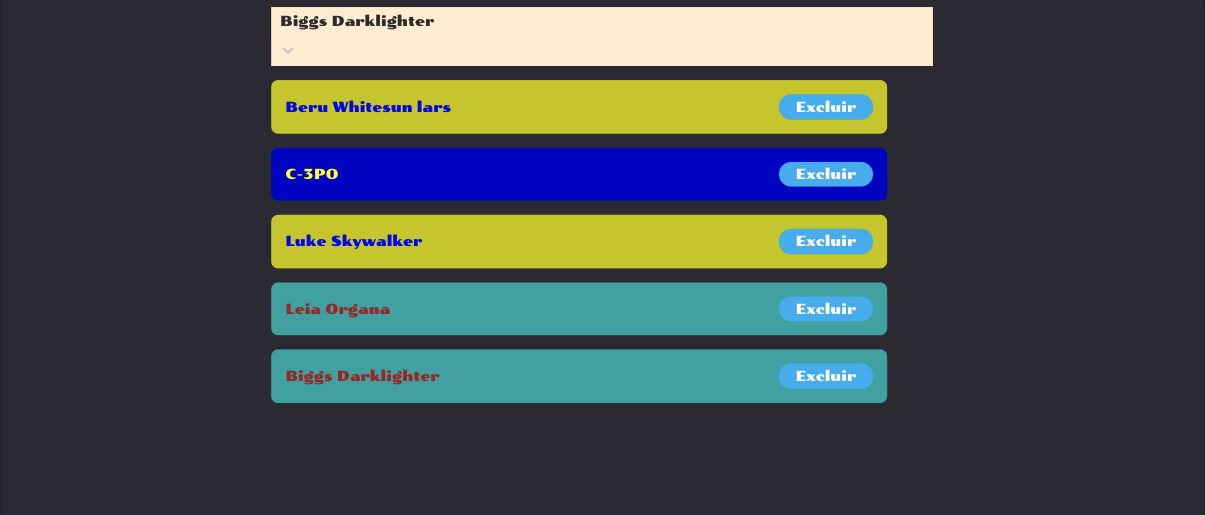 Biggs Darklighter
Beru Whitesun lars
Excluir
C-3PO
Excluir
Luke Skywalker
Excluir
Leia Organa
Excluir
Biggs Darklighter
Excluir